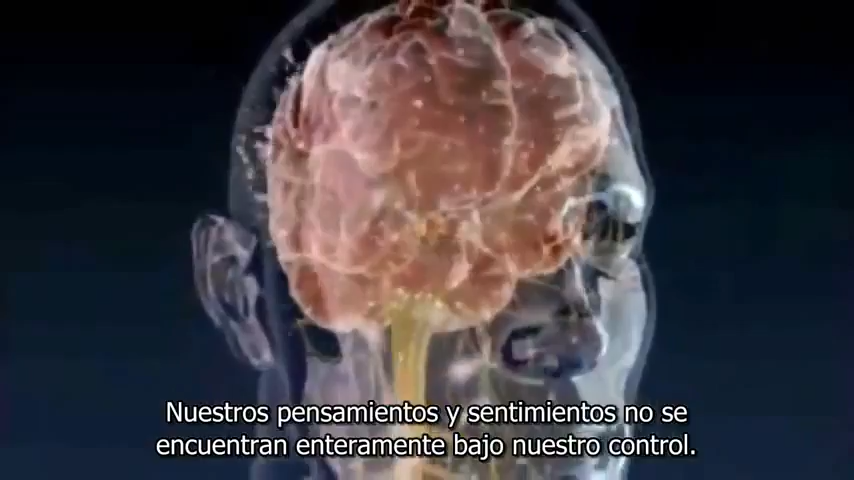 Nuestros pensamientos y sentimientos no se
encuentran enteramente bajo nuestro control.